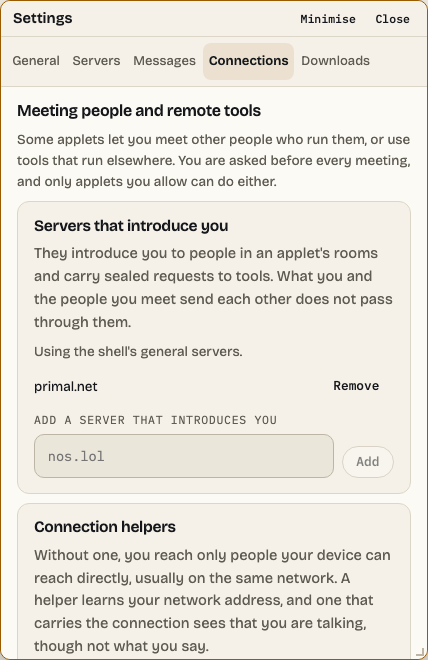 Settings
Minimise Close
General Servers Messages Connections Downloads
Meeting people and remote tools
Some applets let you meet other people who run them, or use
tools that run elsewhere. You are asked before every meeting,
and only applets you allow can do either.
Servers that introduce you
They introduce you to people in an applet's rooms
and carry sealed requests to tools. What you and
the people you meet send each other does not pass
through them.
Using the shell's general servers.
primal.net Remove
ADD A SERVER THAT INTRODUCES YOU
nos.lol Add
Connection helpers
Without one, you reach only people your device can
reach directly, usually on the same network. A
helper learns your network address, and one that
carries the connection sees that you are talking,
though not what you say.